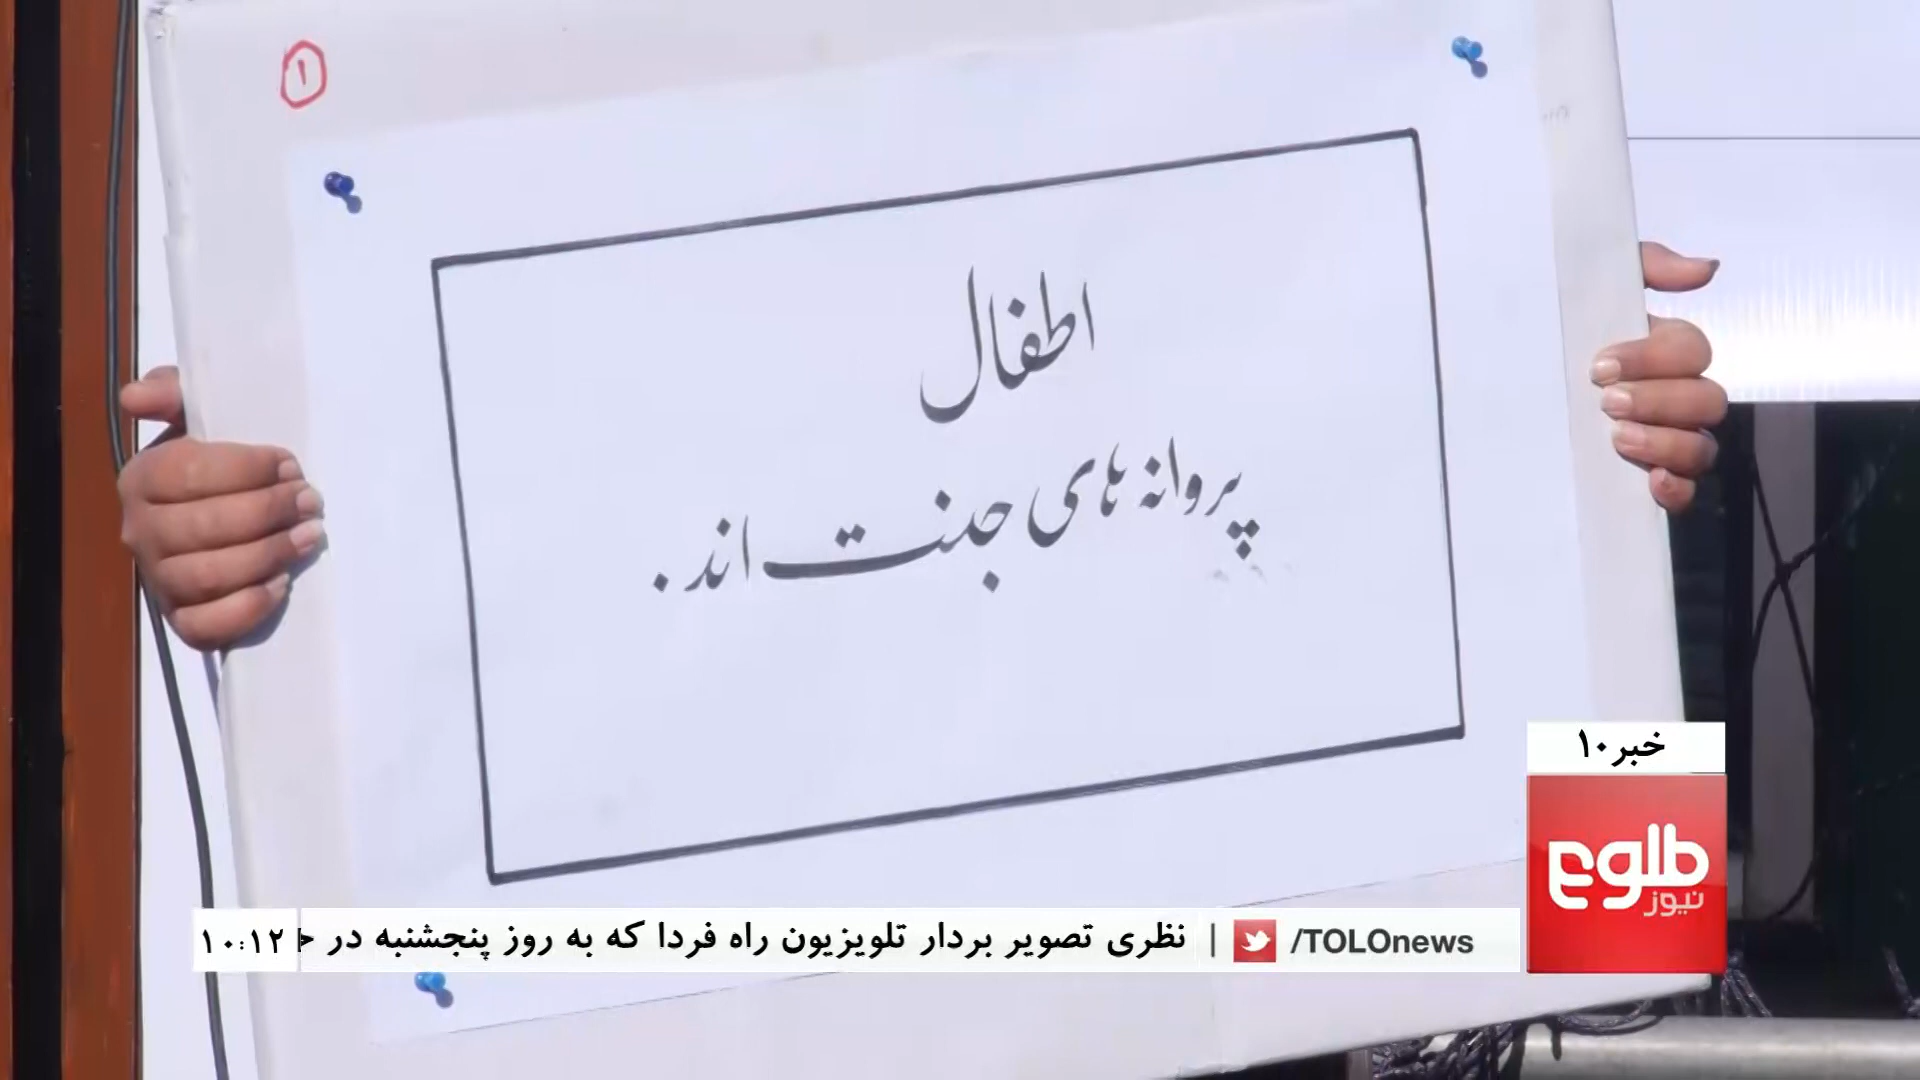 ۱
اطفال
پروانه های جنت اند.
خبر۱۰
طلوع
نیوز
نظری تصویر بردار تلویزیون راه فردا که به روز پنجشنبه در | /TOLOnews
۱۰:۱۲